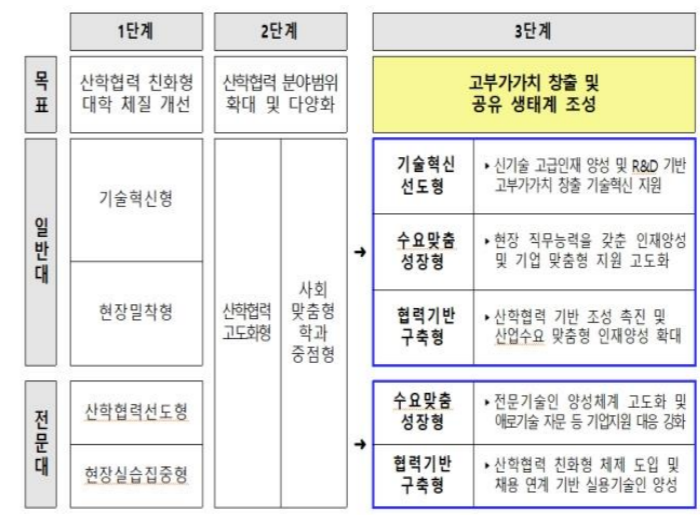 1단계
2단계
3단계
목
표
산학협력 친화형
대학 체질 개선
산학협력 분야범위
확대 및 다양화
고부가가치 창출 및
공유 생태계 조성
일
반
대
기술혁신형
현장밀착형
산학협력
고도화형
사회
맞춤형
학과
중점형
➔
기술혁신
선도형
▸신기술 고급인재 양성 및 R&D 기반
고부가가치 창출 기술혁신 지원
수요맞춤
성장형
▸현장 직무능력을 갖춘 인재양성
및 기업 맞춤형 지원 고도화
협력기반
구축형
▸산학협력 기반 조성 촉진 및
산업수요 맞춤형 인재양성 확대
전
문
대
산학협력선도형
현장실습집중형
➔
수요맞춤
성장형
▸전문기술인 양성체계 고도화 및
애로기술 자문 등 기업지원 대응 강화
협력기반
구축형
▸산학협력 친화형 체제 도입 및
채용 연계 기반 실용기술인 양성